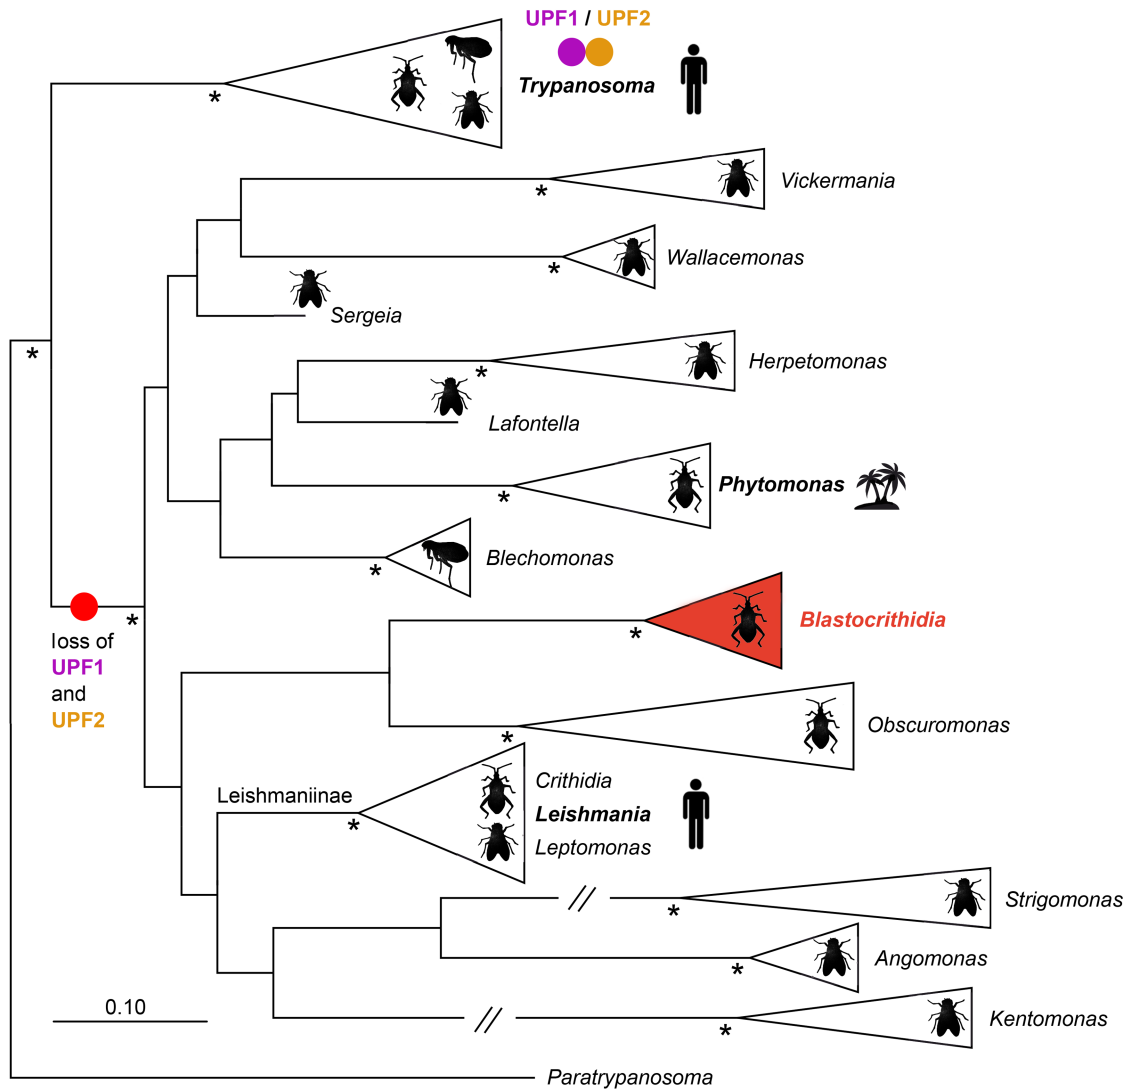 UPF1 / UPF2
Trypanosoma
*
Vickermania
*
Wallacemonas
*
Sergeia
*
Herpetomonas
*
Lafontella
Phytomonas
*
Blechomonas
*
Blastocrithidia
*
*
loss of
UPF1
and
UPF2
Obscuromonas
*
Leishmaniinae
Crithidia
Leishmania
Leptomonas
*
//
Strigomonas
*
Angomonas
*
0.10
//
Kentomonas
*
Paratrypanosoma